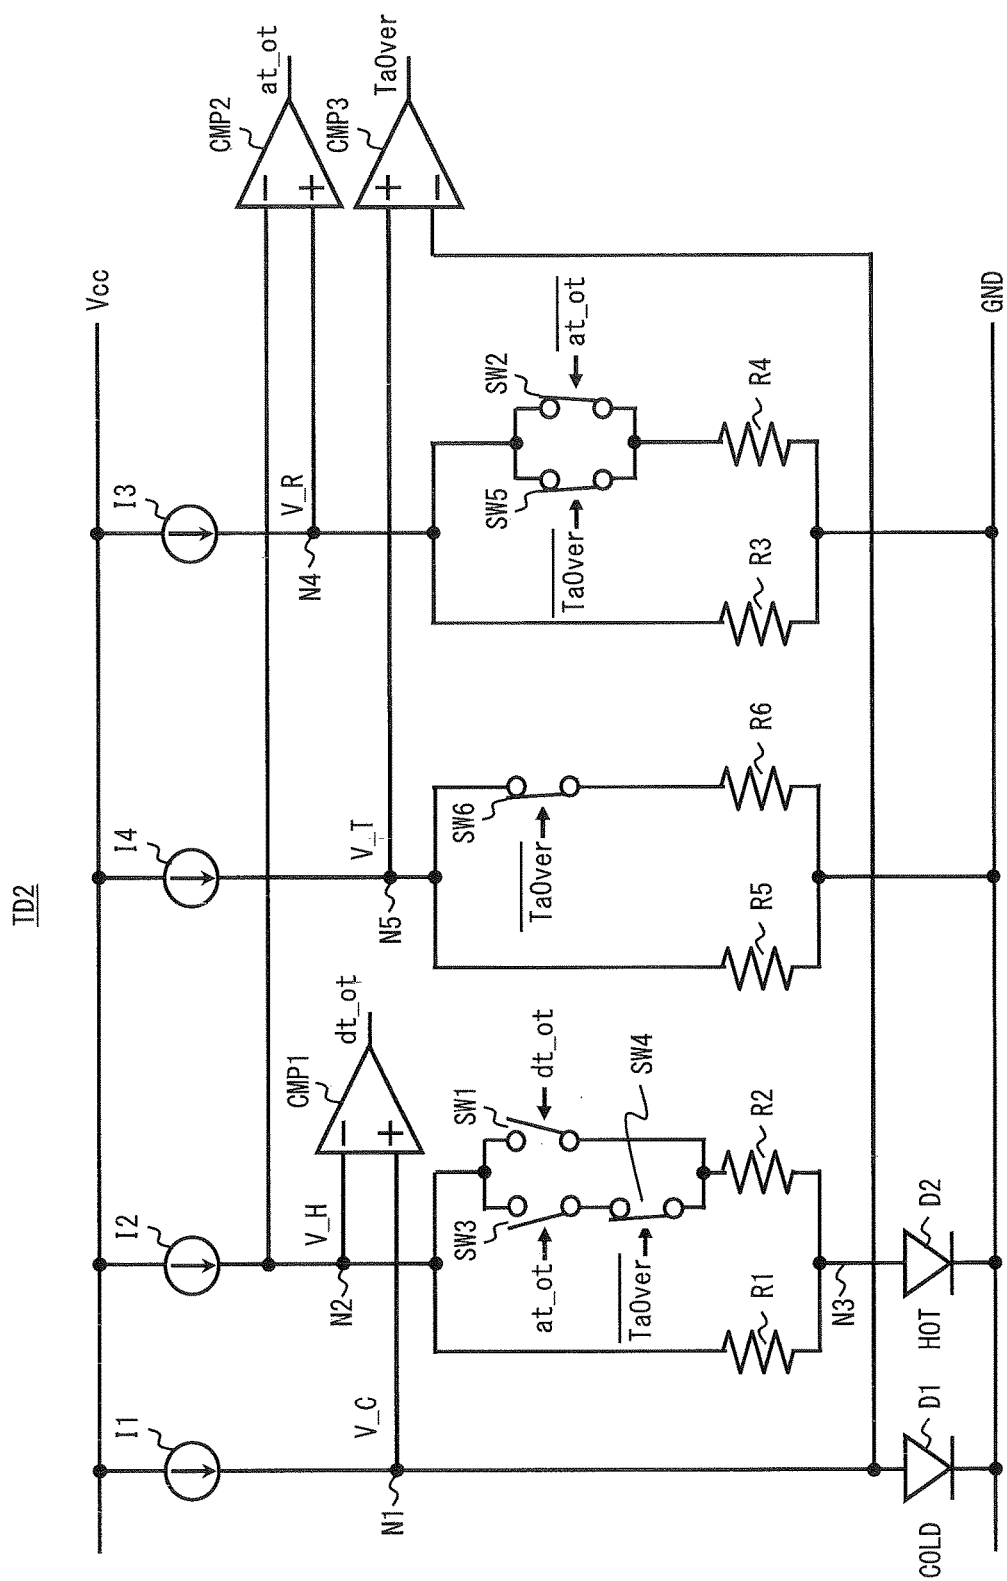 TD2
Vcc
I1
I2
I4
I3
CMP2
at_ot
CMP3
TaOver
CMP1
dt_ot
V_C
V_H
V_T
V_R
N1
N2
N5
N4
SW3
SW1
dt_ot
SW4
at_ot
TaOver
SW6
TaOver
SW5
SW2
at_ot
TaOver
R1
R2
R5
R6
R3
R4
N3
COLD
D1
HOT
D2
GND